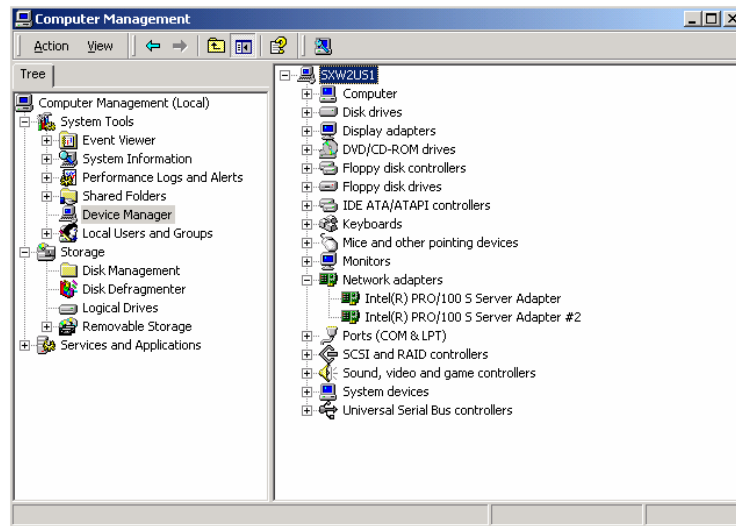 Computer Management
Action View
Tree
Computer Management (Local)
System Tools
Event Viewer
System Information
Performance Logs and Alerts
Shared Folders
Device Manager
Local Users and Groups
Storage
Disk Management
Disk Defragmenter
Logical Drives
Removable Storage
Services and Applications
SXW2US1
Computer
Disk drives
Display adapters
DVD/CD-ROM drives
Floppy disk controllers
Floppy disk drives
IDE ATA/ATAPI controllers
Keyboards
Mice and other pointing devices
Monitors
Network adapters
Intel(R) PRO/100 S Server Adapter
Intel(R) PRO/100 S Server Adapter #2
Ports (COM & LPT)
SCSI and RAID controllers
Sound, video and game controllers
System devices
Universal Serial Bus controllers